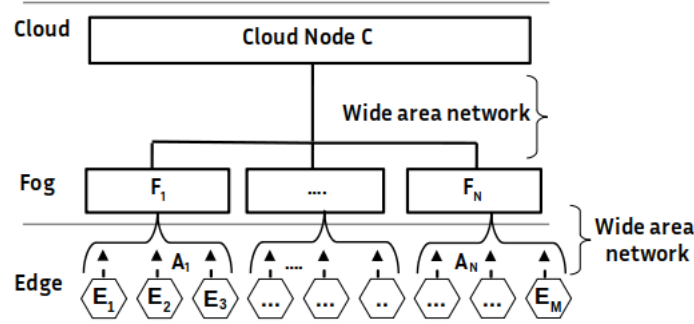 Cloud
Cloud Node C
Wide area network
Fog
F1
....
FN
Wide area
network
A1
....
AN
Edge
E1
E2
E3
...
...
..
...
...
EM